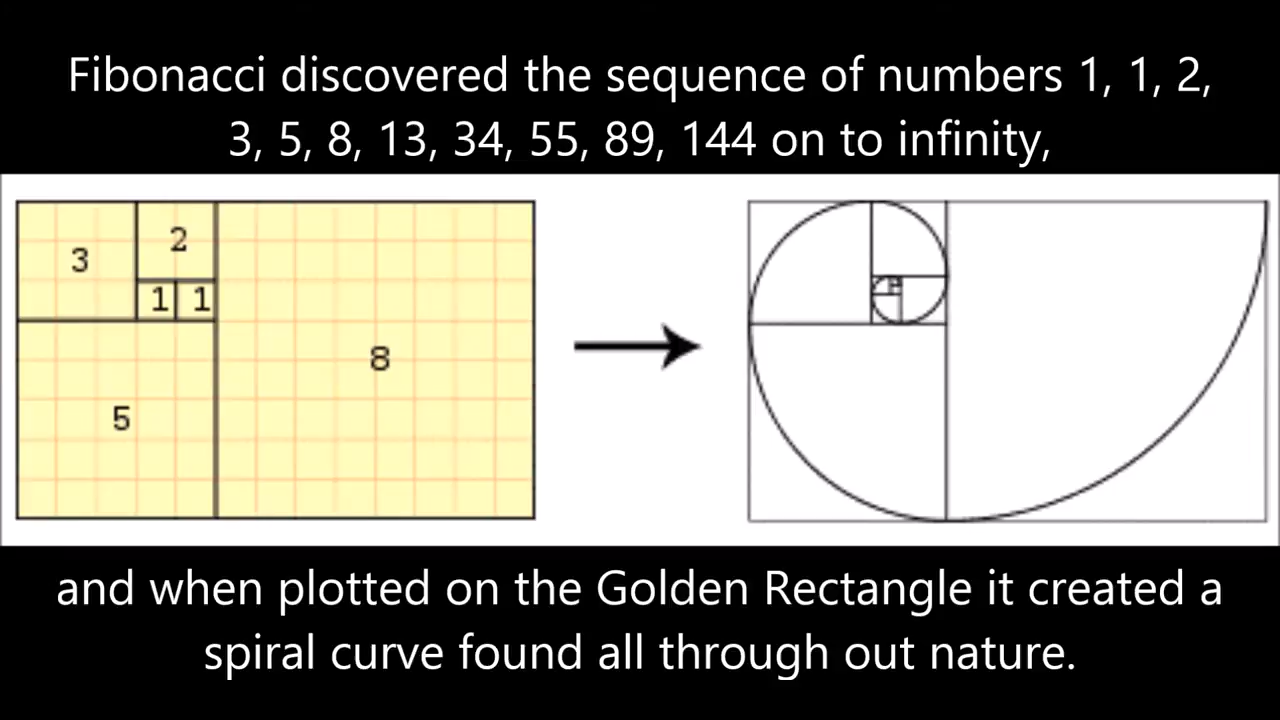 Fibonacci discovered the sequence of numbers 1, 1, 2,
3, 5, 8, 13, 34, 55, 89, 144 on to infinity,
3
2
1 1
8
5
and when plotted on the Golden Rectangle it created a
spiral curve found all through out nature.